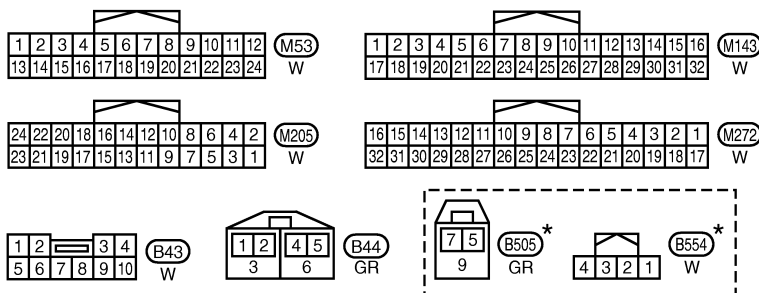 1 2 3 4 5 6 7 8 9 10 11 12 M53
13 14 15 16 17 18 19 20 21 22 23 24 W
1 2 3 4 5 6 7 8 9 10 11 12 13 14 15 16 M143
17 18 19 20 21 22 23 24 25 26 27 28 29 30 31 32 W
24 22 20 18 16 14 12 10 8 6 4 2 M205
23 21 19 17 15 13 11 9 7 5 3 1 W
16 15 14 13 12 11 10 9 8 7 6 5 4 3 2 1 M272
32 31 30 29 28 27 26 25 24 23 22 21 20 19 18 17 W
1 2 3 4 B43
5 6 7 8 9 10 W
1 2 4 5 B44
3 6 GR
7 5 B505 *
9 GR
B554 *
4 3 2 1 W